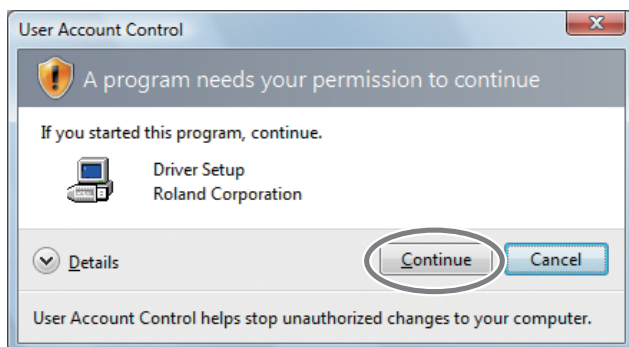 User Account Control
A program needs your permission to continue
If you started this program, continue.
Driver Setup
Roland Corporation
Details
Continue
Cancel
User Account Control helps stop unauthorized changes to your computer.